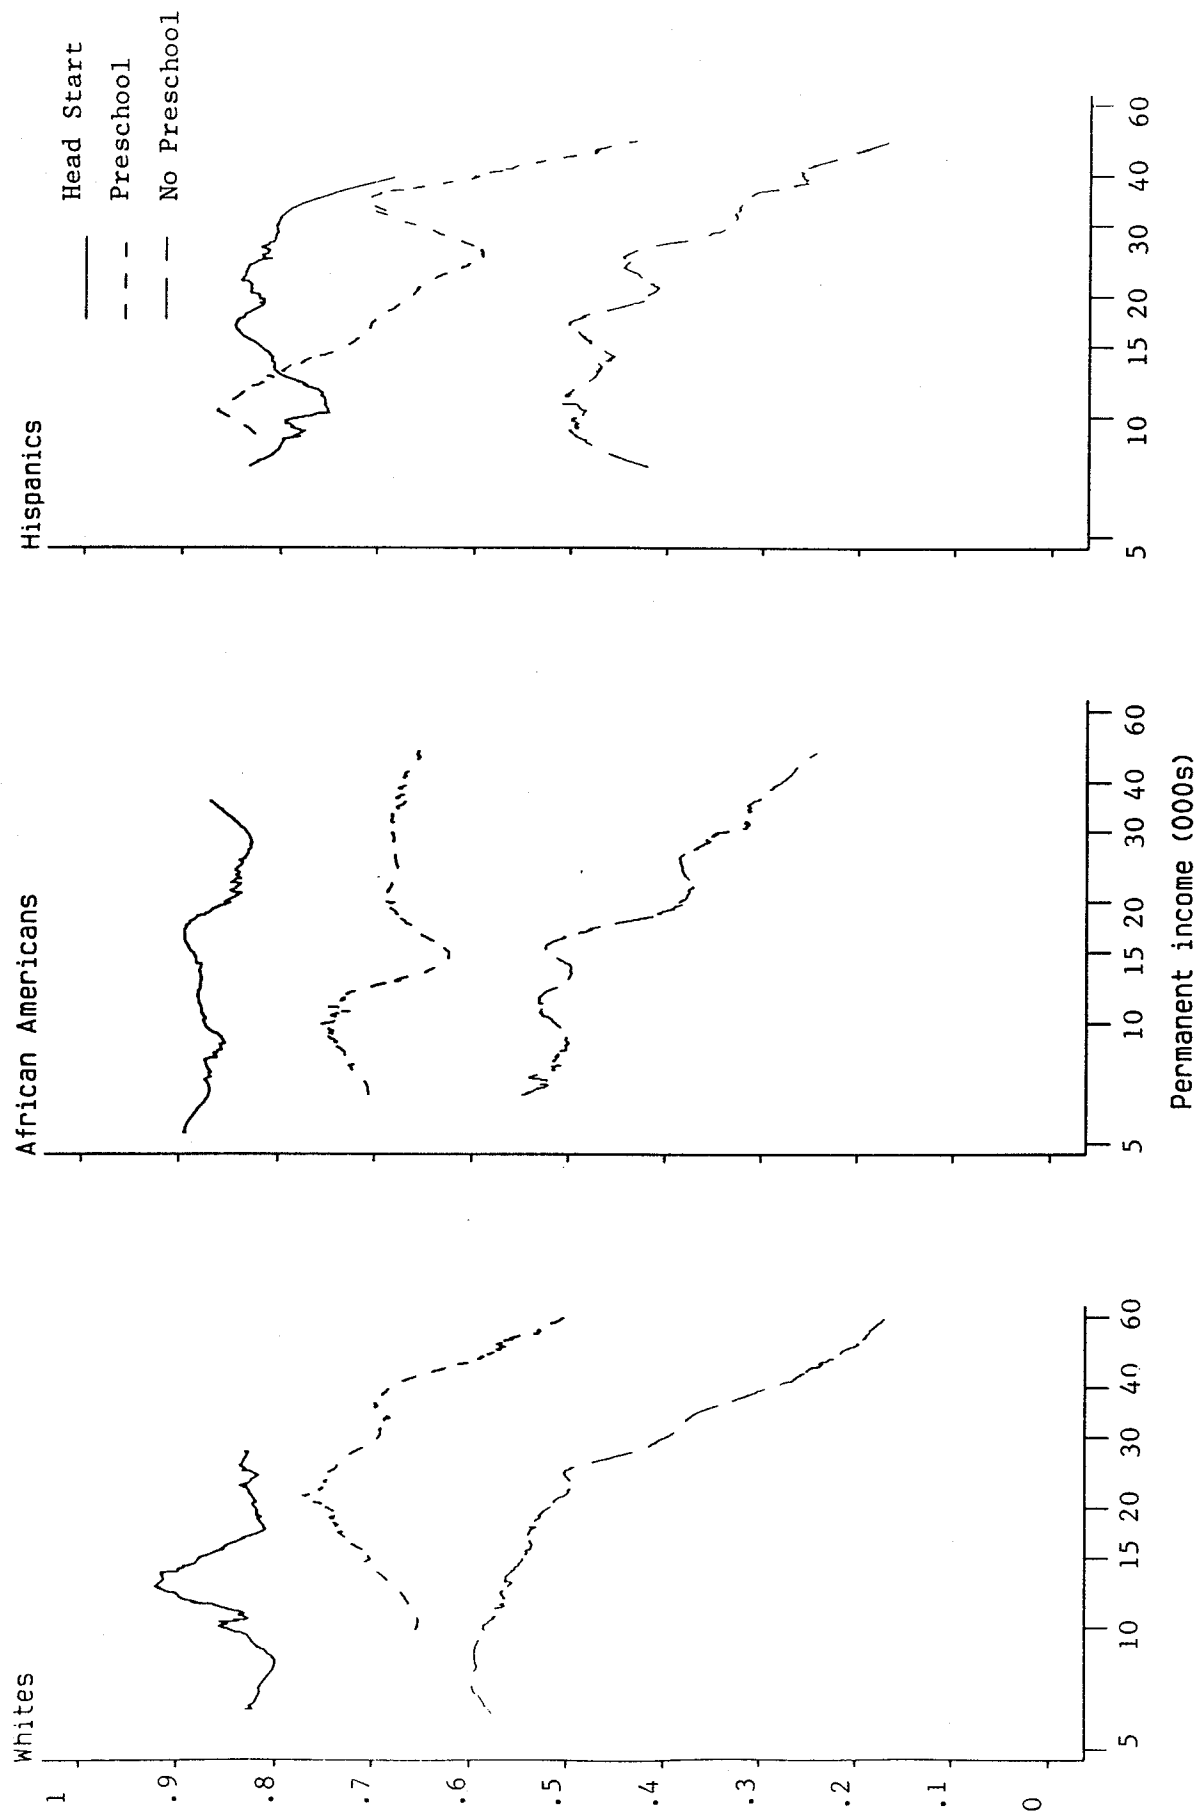 Whites
African Americans
Hispanics
Head Start
Preschool
No Preschool
1
.9
.8
.7
.6
.5
.4
.3
.2
.1
0
5 10 15 20 30 40 60
5 10 15 20 30 40 60
5 10 15 20 30 40 60
Permanent income (000s)